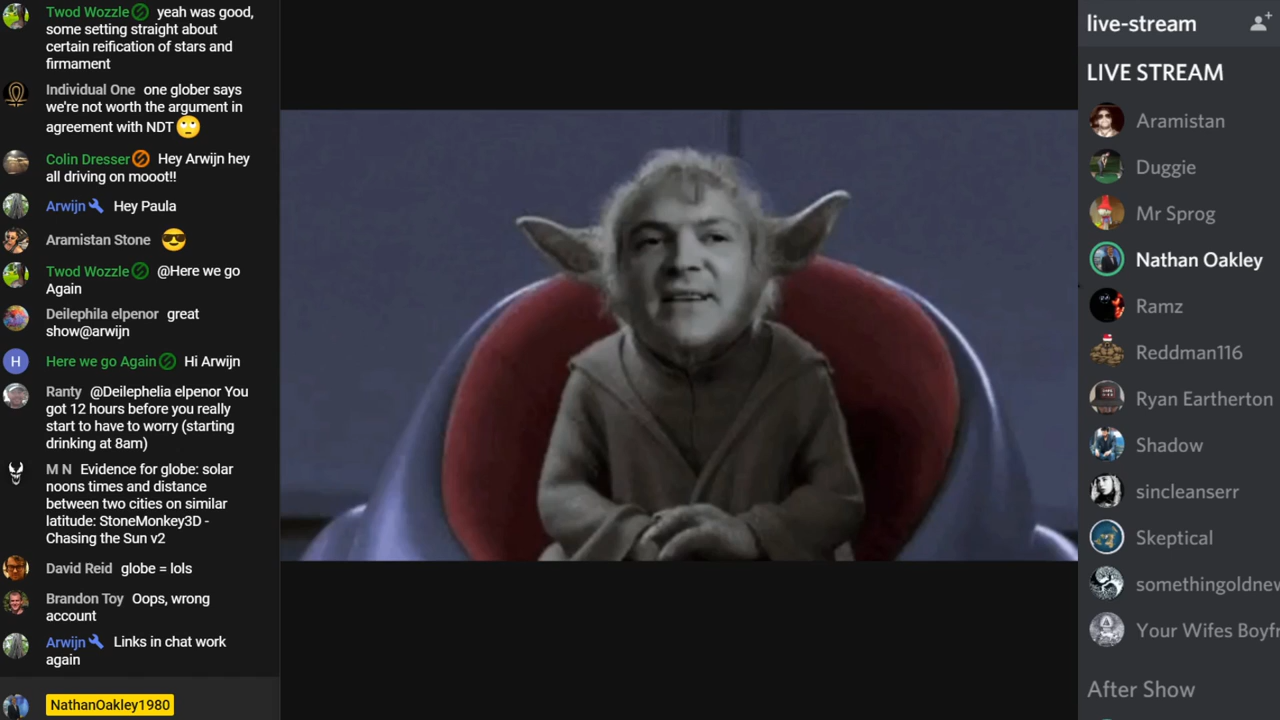 Twod Wozzle yeah was good,
some setting straight about
certain reification of stars and
firmament
Individual One one glober says
we're not worth the argument in
agreement with NDT
Colin Dresser Hey Arwijn hey
all driving on mooot!!
Arwijn Hey Paula
Aramistan Stone
Twod Wozzle @Here we go
Again
Deilephila elpenor great
show@arwijn
H Here we go Again Hi Arwijn
Ranty @Deilephelia elpenor You
got 12 hours before you really
start to have to worry (starting
drinking at 8am)
M N Evidence for globe: solar
noons times and distance
between two cities on similar
latitude: StoneMonkey3D -
Chasing the Sun v2
David Reid globe = lols
Brandon Toy Oops, wrong
account
Arwijn Links in chat work
again
NathanOakley1980
live-stream
LIVE STREAM
Aramistan
Duggie
Mr Sprog
Nathan Oakley
Ramz
Reddman116
Ryan Eartherton
Shadow
sincleanserr
Skeptical
somethingoldnew
Your Wifes Boyfr
After Show